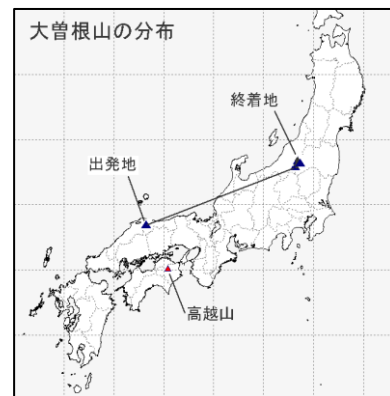 大曽根山の分布
終着地
出発地
高越山